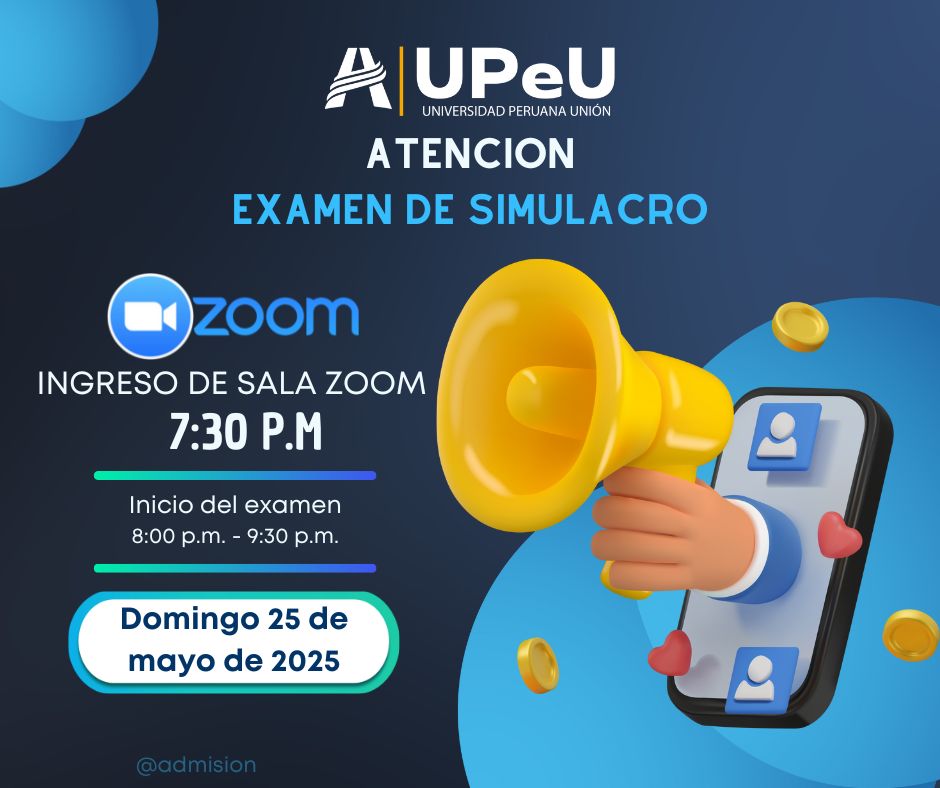 UPeU
UNIVERSIDAD PERUANA UNIÓN
ATENCION
EXAMEN DE SIMULACRO
zoom
INGRESO DE SALA ZOOM
7:30 P.M
Inicio del examen
8:00 p.m. - 9:30 p.m.
Domingo 25 de
mayo de 2025
@admision